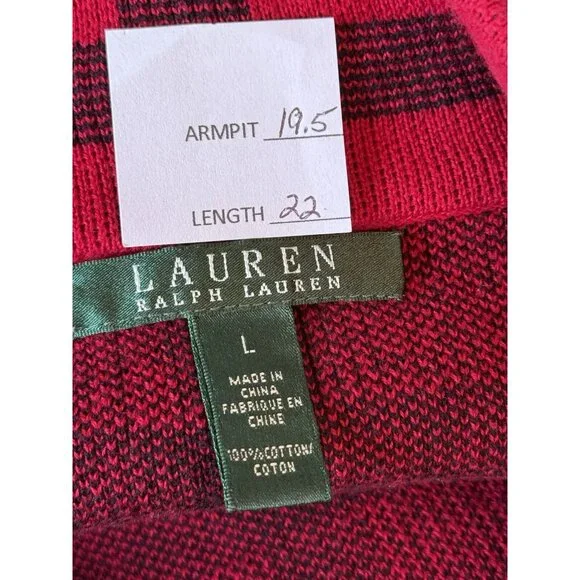 ARMPIT 19.5
LENGTH 22
LAUREN
RALPH LAUREN
L
MADE IN
CHINA
FABRIQUE EN
CHINE
100%COTTON/
COTON